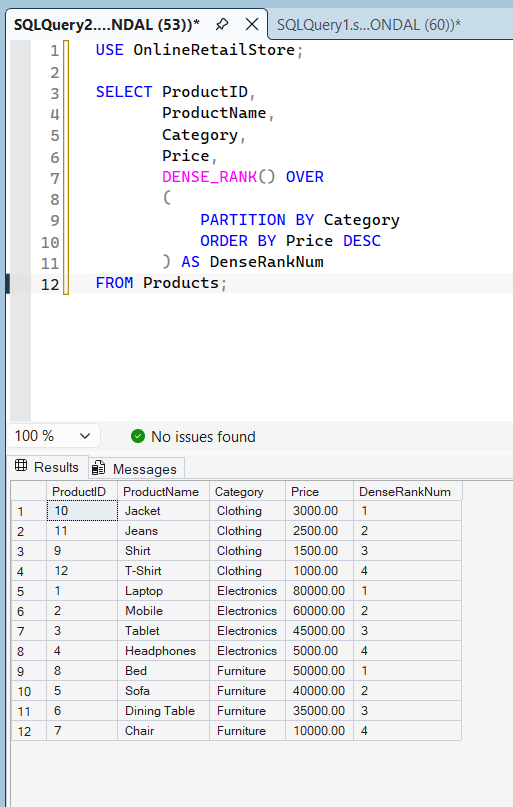 SQLQuery2....NDAL (53))* SQLQuery1.s...ONDAL (60))*
1 USE OnlineRetailStore;
2
3 SELECT ProductID,
4 ProductName,
5 Category,
6 Price,
7 DENSE_RANK() OVER
8 (
9 PARTITION BY Category
10 ORDER BY Price DESC
11 ) AS DenseRankNum
12 FROM Products;
100 % No issues found
Results Messages
ProductID ProductName Category Price DenseRankNum
1 10 Jacket Clothing 3000.00 1
2 11 Jeans Clothing 2500.00 2
3 9 Shirt Clothing 1500.00 3
4 12 T-Shirt Clothing 1000.00 4
5 1 Laptop Electronics 80000.00 1
6 2 Mobile Electronics 60000.00 2
7 3 Tablet Electronics 45000.00 3
8 4 Headphones Electronics 5000.00 4
9 8 Bed Furniture 50000.00 1
10 5 Sofa Furniture 40000.00 2
11 6 Dining Table Furniture 35000.00 3
12 7 Chair Furniture 10000.00 4